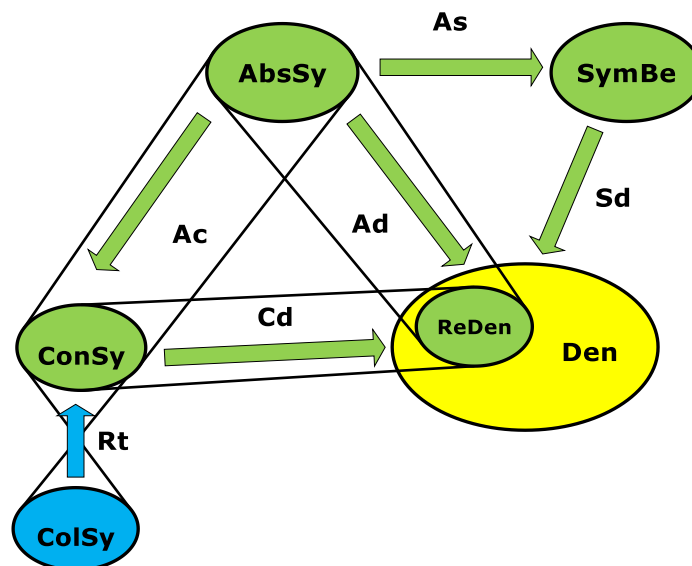 As
AbsSy
SymBe
Sd
Ac
Ad
Cd
ReDen
Den
ConSy
Rt
ColSy